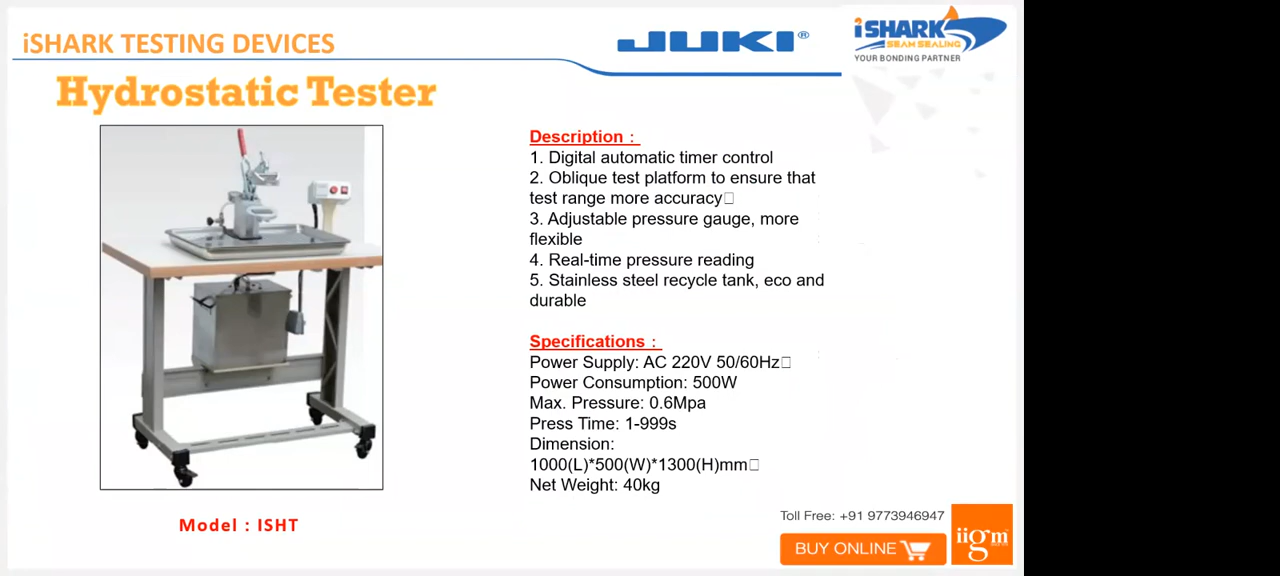 iSHARK TESTING DEVICES
JUKI®
iSHARK
SEAM SEALING
YOUR BONDING PARTNER
Hydrostatic Tester
Description :
1. Digital automatic timer control
2. Oblique test platform to ensure that
test range more accuracy□
3. Adjustable pressure gauge, more
flexible
4. Real-time pressure reading
5. Stainless steel recycle tank, eco and
durable
Specifications :
Power Supply: AC 220V 50/60Hz□
Power Consumption: 500W
Max. Pressure: 0.6Mpa
Press Time: 1-999s
Dimension:
1000(L)*500(W)*1300(H)mm□
Net Weight: 40kg
Model : ISHT
Toll Free: +91 9773946947
BUY ONLINE
iigm